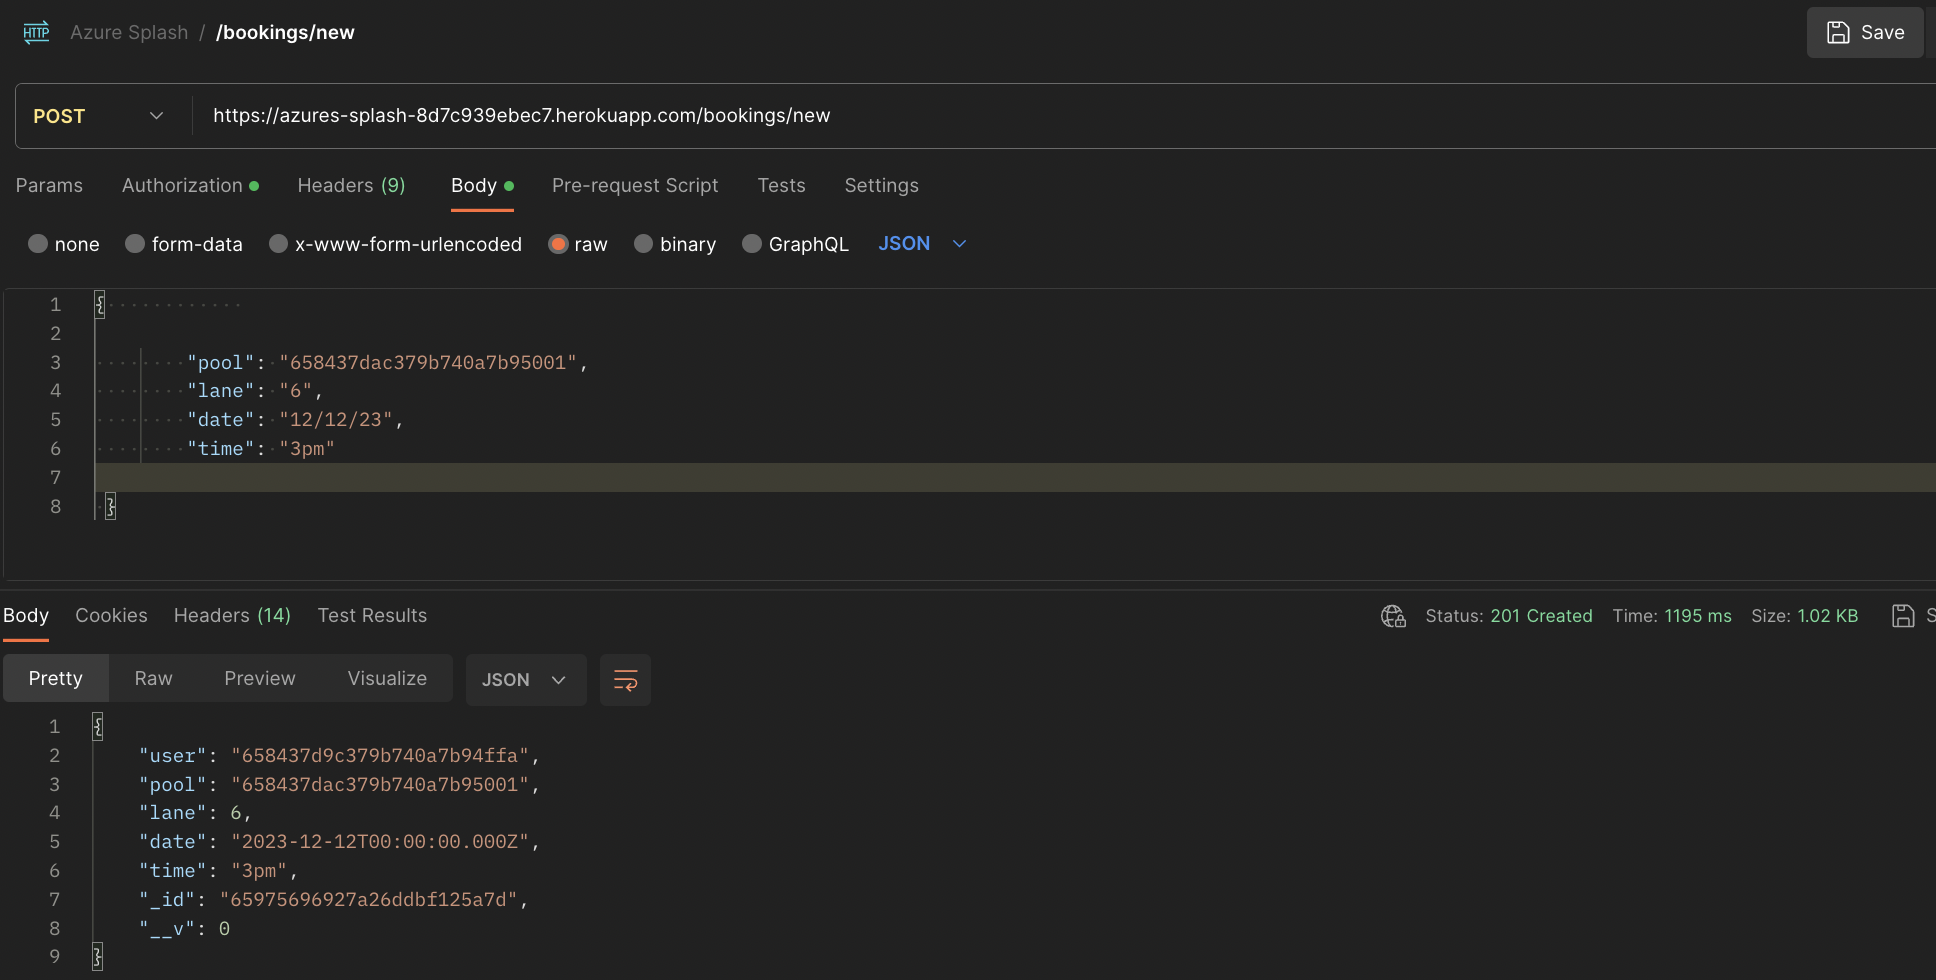 HTTP Azure Splash / /bookings/new Save
POST https://azures-splash-8d7c939ebec7.herokuapp.com/bookings/new
Params Authorization Headers (9) Body Pre-request Script Tests Settings
none form-data x-www-form-urlencoded raw binary GraphQL JSON
1 {
2
3 "pool": "658437dac379b740a7b95001",
4 "lane": "6",
5 "date": "12/12/23",
6 "time": "3pm"
7
8 }
Body Cookies Headers (14) Test Results Status: 201 Created Time: 1195 ms Size: 1.02 KB S
Pretty Raw Preview Visualize JSON
1 {
2 "user": "658437d9c379b740a7b94ffa",
3 "pool": "658437dac379b740a7b95001",
4 "lane": 6,
5 "date": "2023-12-12T00:00:00.000Z",
6 "time": "3pm",
7 "_id": "65975696927a26ddbf125a7d",
8 "__v": 0
9 }